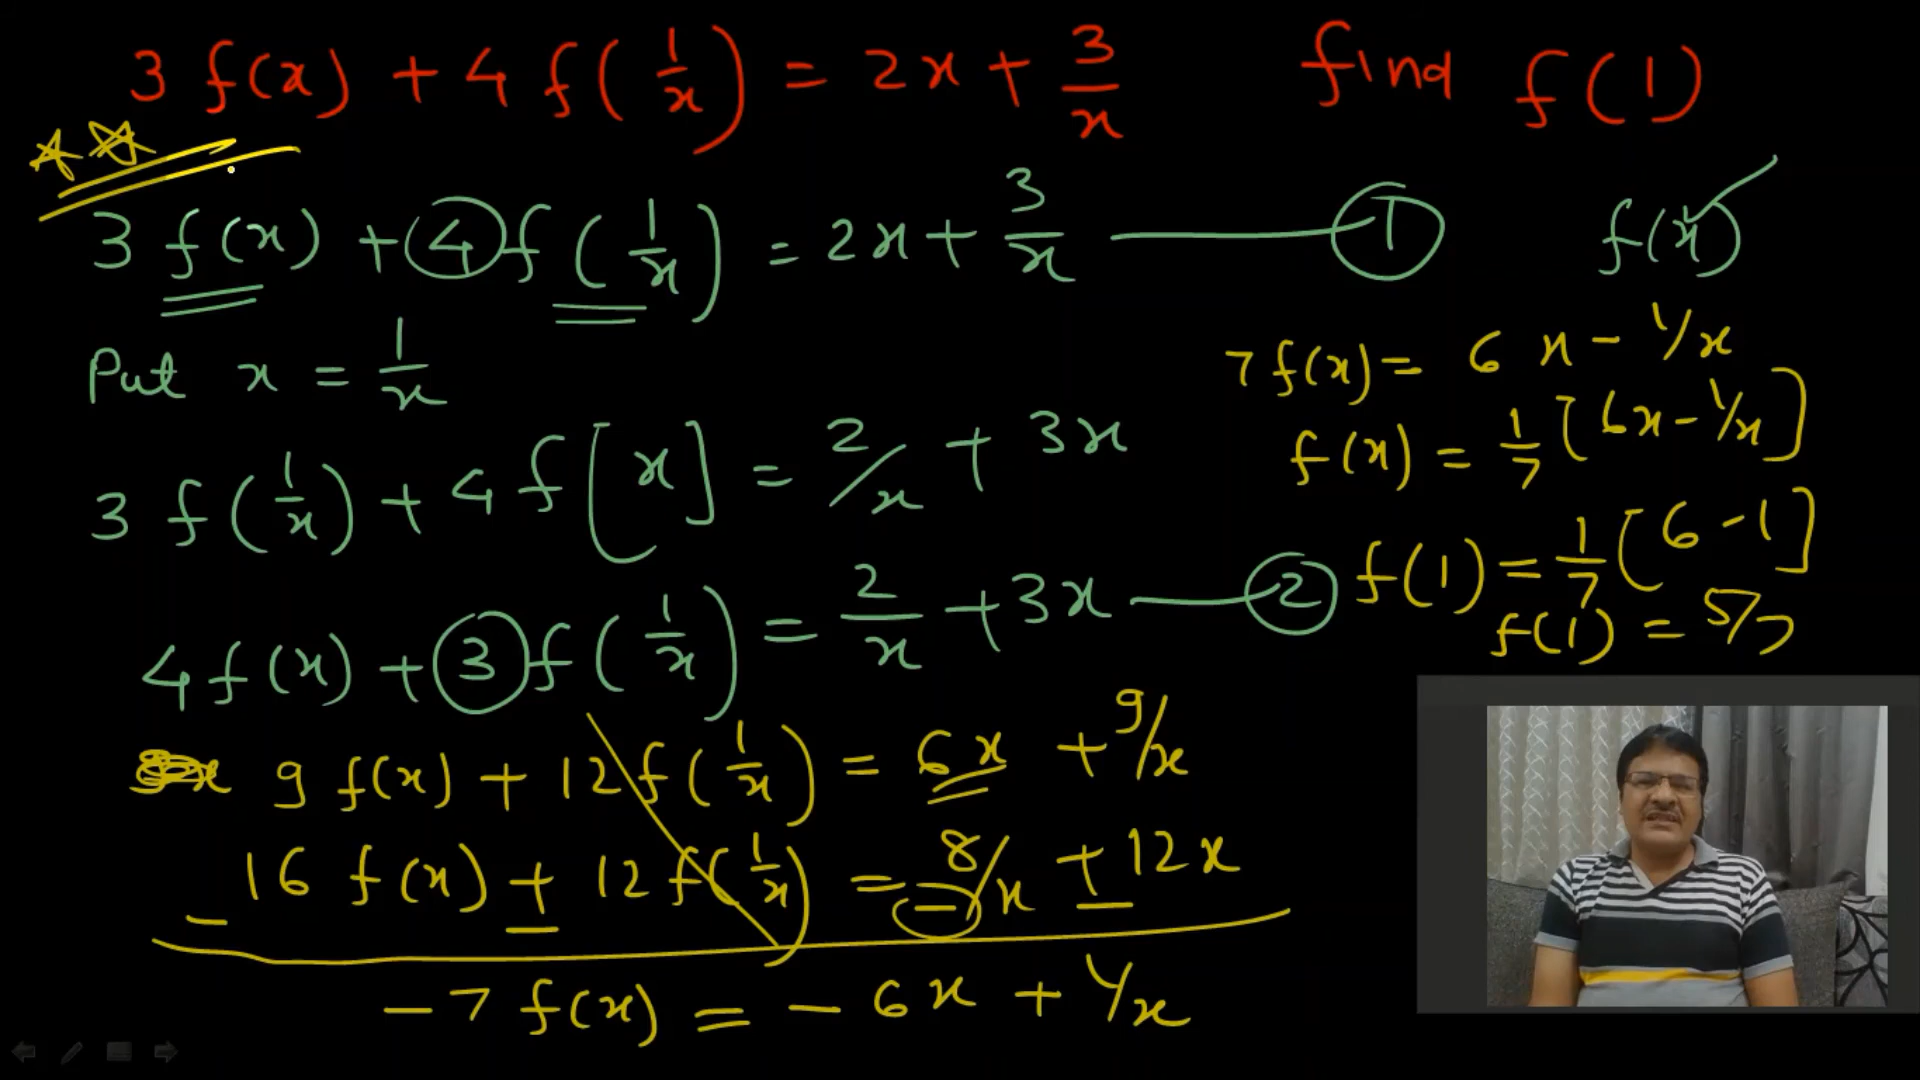 3 f(x) + 4 f(1/x) = 2x + 3/x find f(1)
3 f(x) + 4 f(1/x) = 2x + 3/x —— 1
f(x)
Put x = 1/x
3 f(1/x) + 4 f[x] = 2/x + 3x
4 f(x) + 3 f(1/x) = 2/x + 3x —— 2
9 f(x) + 12 f(1/x) = 6x + 9/x
16 f(x) + 12 f(1/x) = 8/x + 12x
- - - -
-7 f(x) = -6x + 1/x
7 f(x) = 6x - 1/x
f(x) = 1/7 [6x - 1/x]
f(1) = 1/7 [6 - 1]
f(1) = 5/7